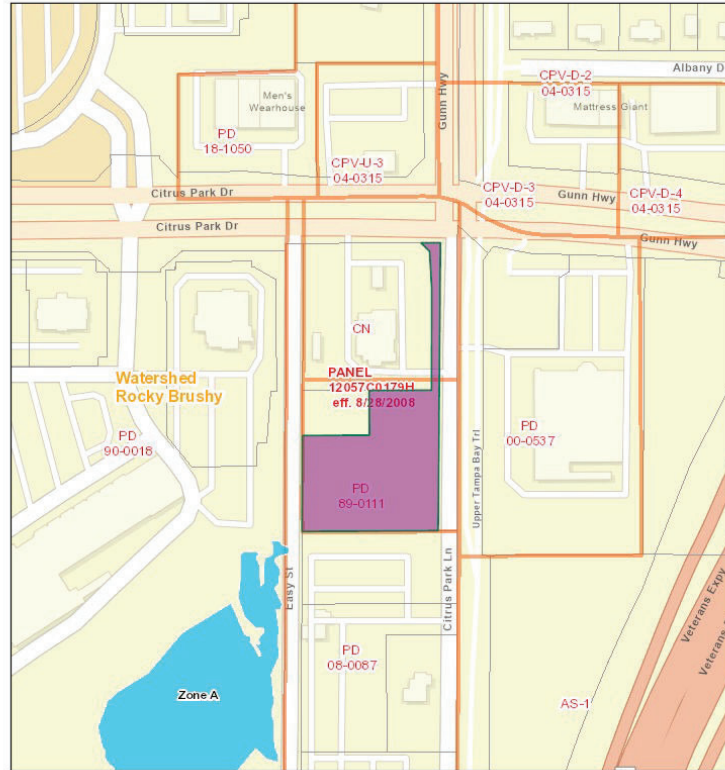 Albany D
Gunn Hwy
CPV-D-2
04-0315
Men's
Wearhouse
Mattress Giant
PD
18-1050
CPV-U-3
04-0315
Citrus Park Dr
CPV-D-3
04-0315
Gunn Hwy
CPV-D-4
04-0315
Citrus Park Dr
Gunn Hwy
CN
PANEL
12057C0179H
eff. 8/28/2008
Watershed
Rocky Brushy
PD
90-0018
PD
00-0537
Upper Tampa Bay Trl
PD
89-0111
Easy St
Citrus Park Ln
Veterans Expy
Veterans
PD
08-0087
Zone A
AS-1